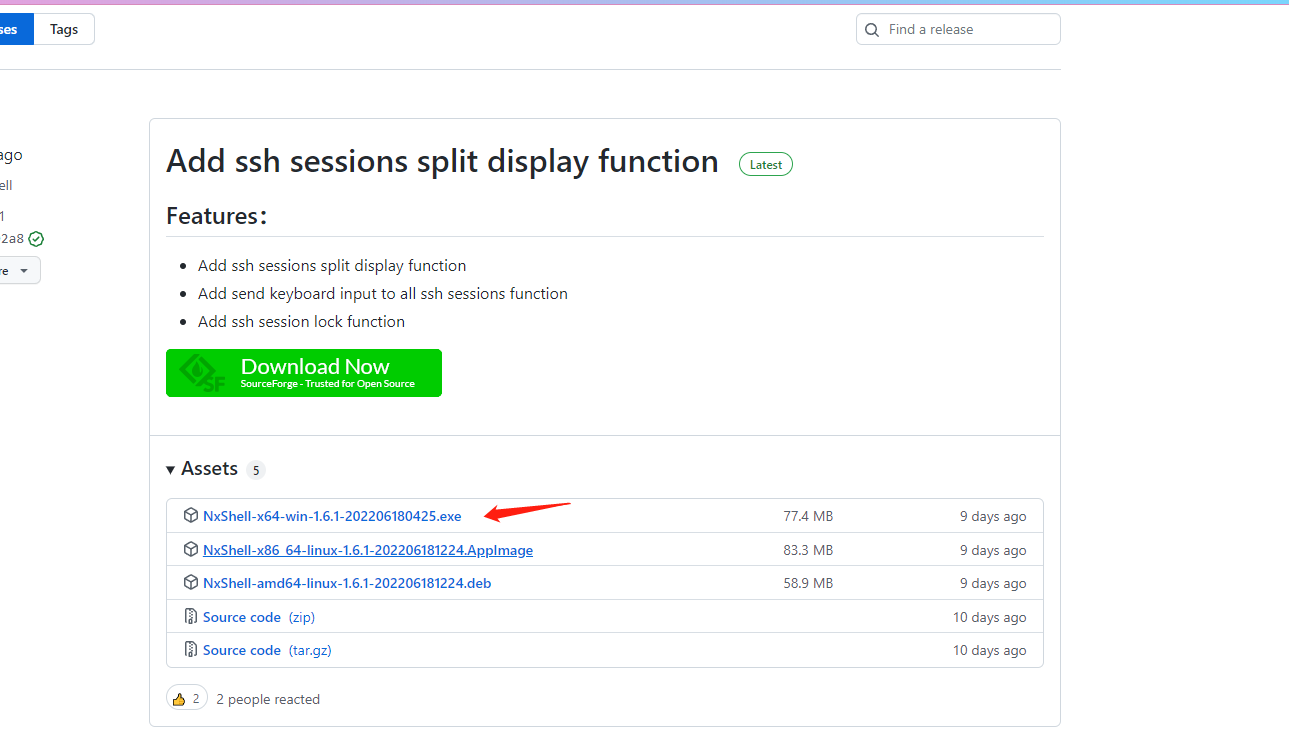 ses Tags Find a release
ago
ell
1
2a8
re
Add ssh sessions split display function Latest
Features:
Add ssh sessions split display function
Add send keyboard input to all ssh sessions function
Add ssh session lock function
Download Now
SF SourceForge - Trusted for Open Source
Assets 5
NxShell-x64-win-1.6.1-202206180425.exe 77.4 MB 9 days ago
NxShell-x86_64-linux-1.6.1-202206181224.AppImage 83.3 MB 9 days ago
NxShell-amd64-linux-1.6.1-202206181224.deb 58.9 MB 9 days ago
Source code (zip) 10 days ago
Source code (tar.gz) 10 days ago
2 2 people reacted